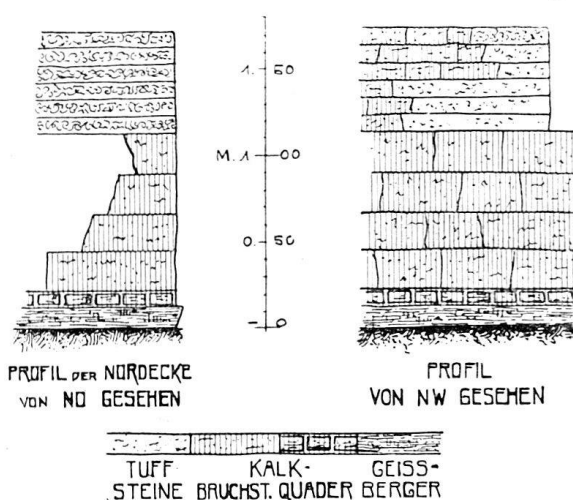 1. 50
M. 1 00
0. 50
0
PROFIL DER NORDECKE
VON NO GESEHEN
PROFIL
VON NW GESEHEN
TUFF- KALK- GEISS-
STEINE BRUCHST. QUADER BERGER